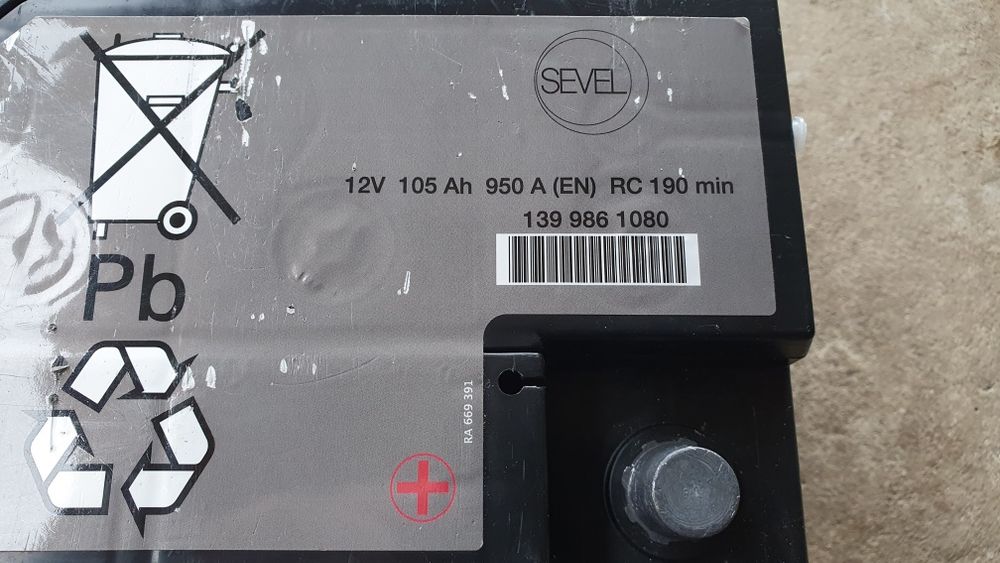 SEVEL
12V 105 Ah 950 A (EN) RC 190 min
139 986 1080
Pb
RA 669 391